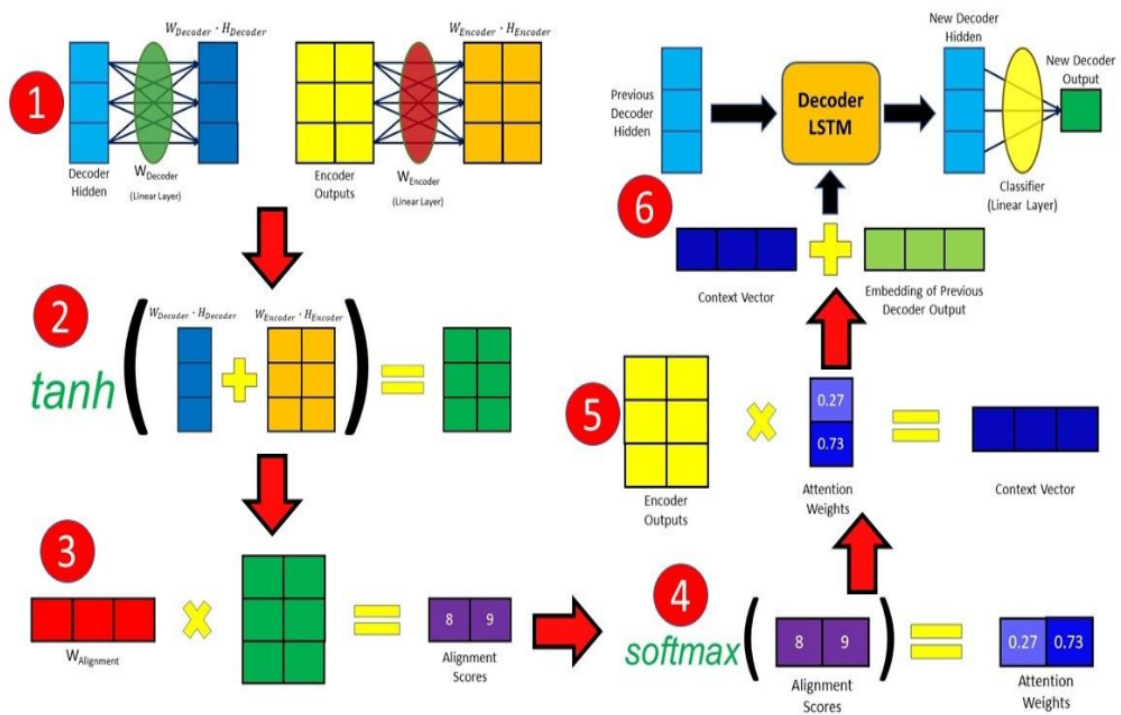 1
W_Decoder · H_Decoder
W_Encoder · H_Encoder
Decoder
Hidden
W_Decoder
(Linear Layer)
Encoder
Outputs
W_Encoder
(Linear Layer)
2
W_Decoder · H_Decoder
W_Encoder · H_Encoder
tanh
3
W_Alignment
8 9
Alignment
Scores
4
softmax
8 9
Alignment
Scores
0.27 0.73
Attention
Weights
5
Encoder
Outputs
0.27
0.73
Attention
Weights
Context Vector
6
Previous
Decoder
Hidden
Decoder
LSTM
New Decoder
Hidden
New Decoder
Output
Classifier
(Linear Layer)
Context Vector
Embedding of Previous
Decoder Output